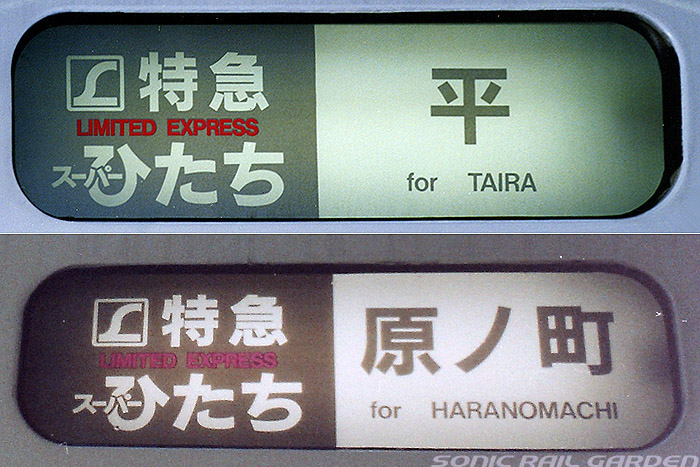 特急
LIMITED EXPRESS
スーパーひたち
平
for TAIRA
特急
LIMITED EXPRESS
スーパーひたち
原ノ町
for HARANOMACHI
SONIC RAIL GARDEN